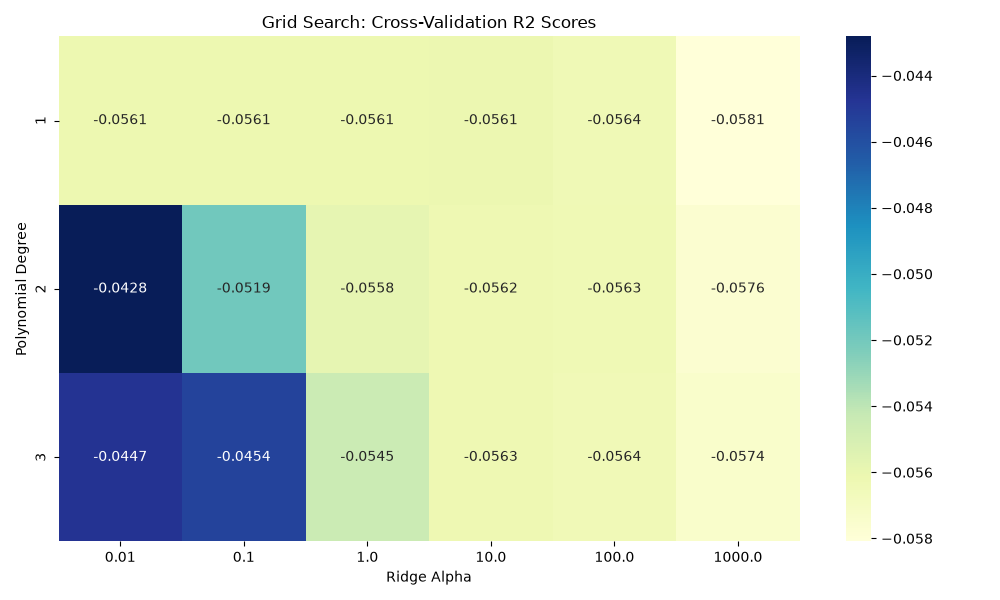 Grid Search: Cross-Validation R2 Scores
Polynomial Degree
1
-0.0561 -0.0561 -0.0561 -0.0561 -0.0564 -0.0581
2
-0.0428 -0.0519 -0.0558 -0.0562 -0.0563 -0.0576
3
-0.0447 -0.0454 -0.0545 -0.0563 -0.0564 -0.0574
0.01 0.1 1.0 10.0 100.0 1000.0
Ridge Alpha
−0.044
−0.046
−0.048
−0.050
−0.052
−0.054
−0.056
−0.058